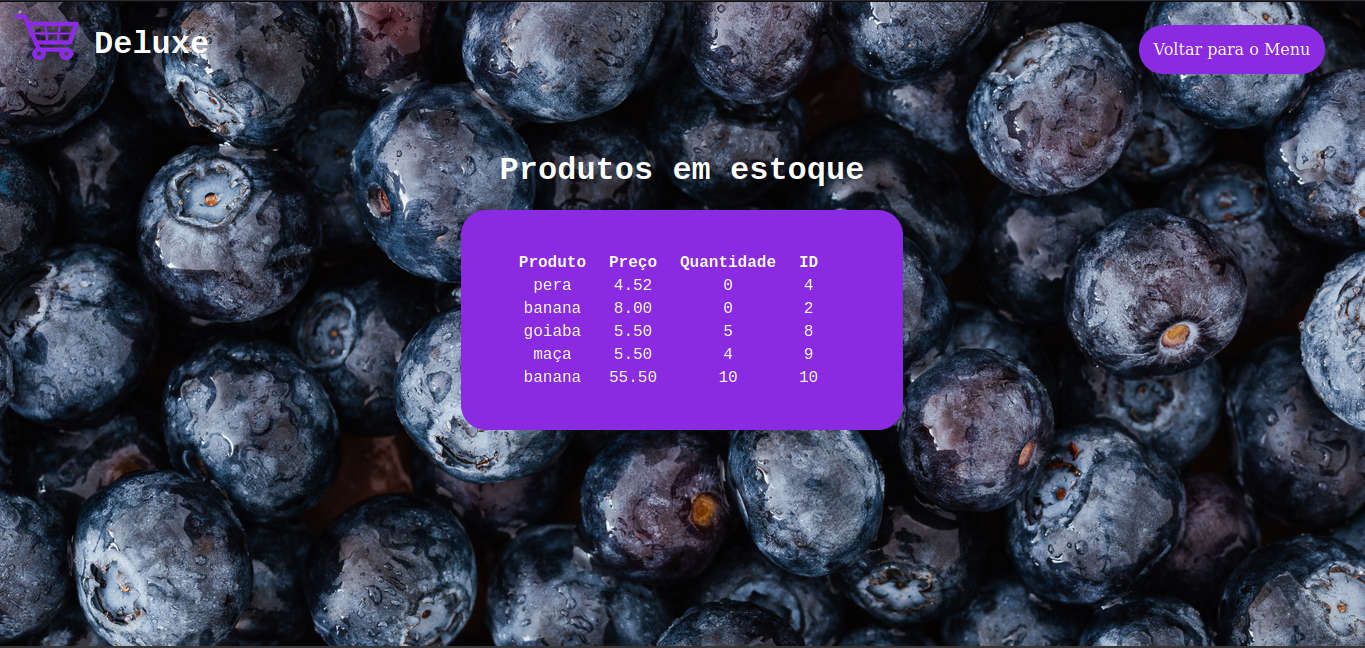 Deluxe
Voltar para o Menu
Produtos em estoque
Produto Preço Quantidade ID
pera 4.52 0 4
banana 8.00 0 2
goiaba 5.50 5 8
maça 5.50 4 9
banana 55.50 10 10